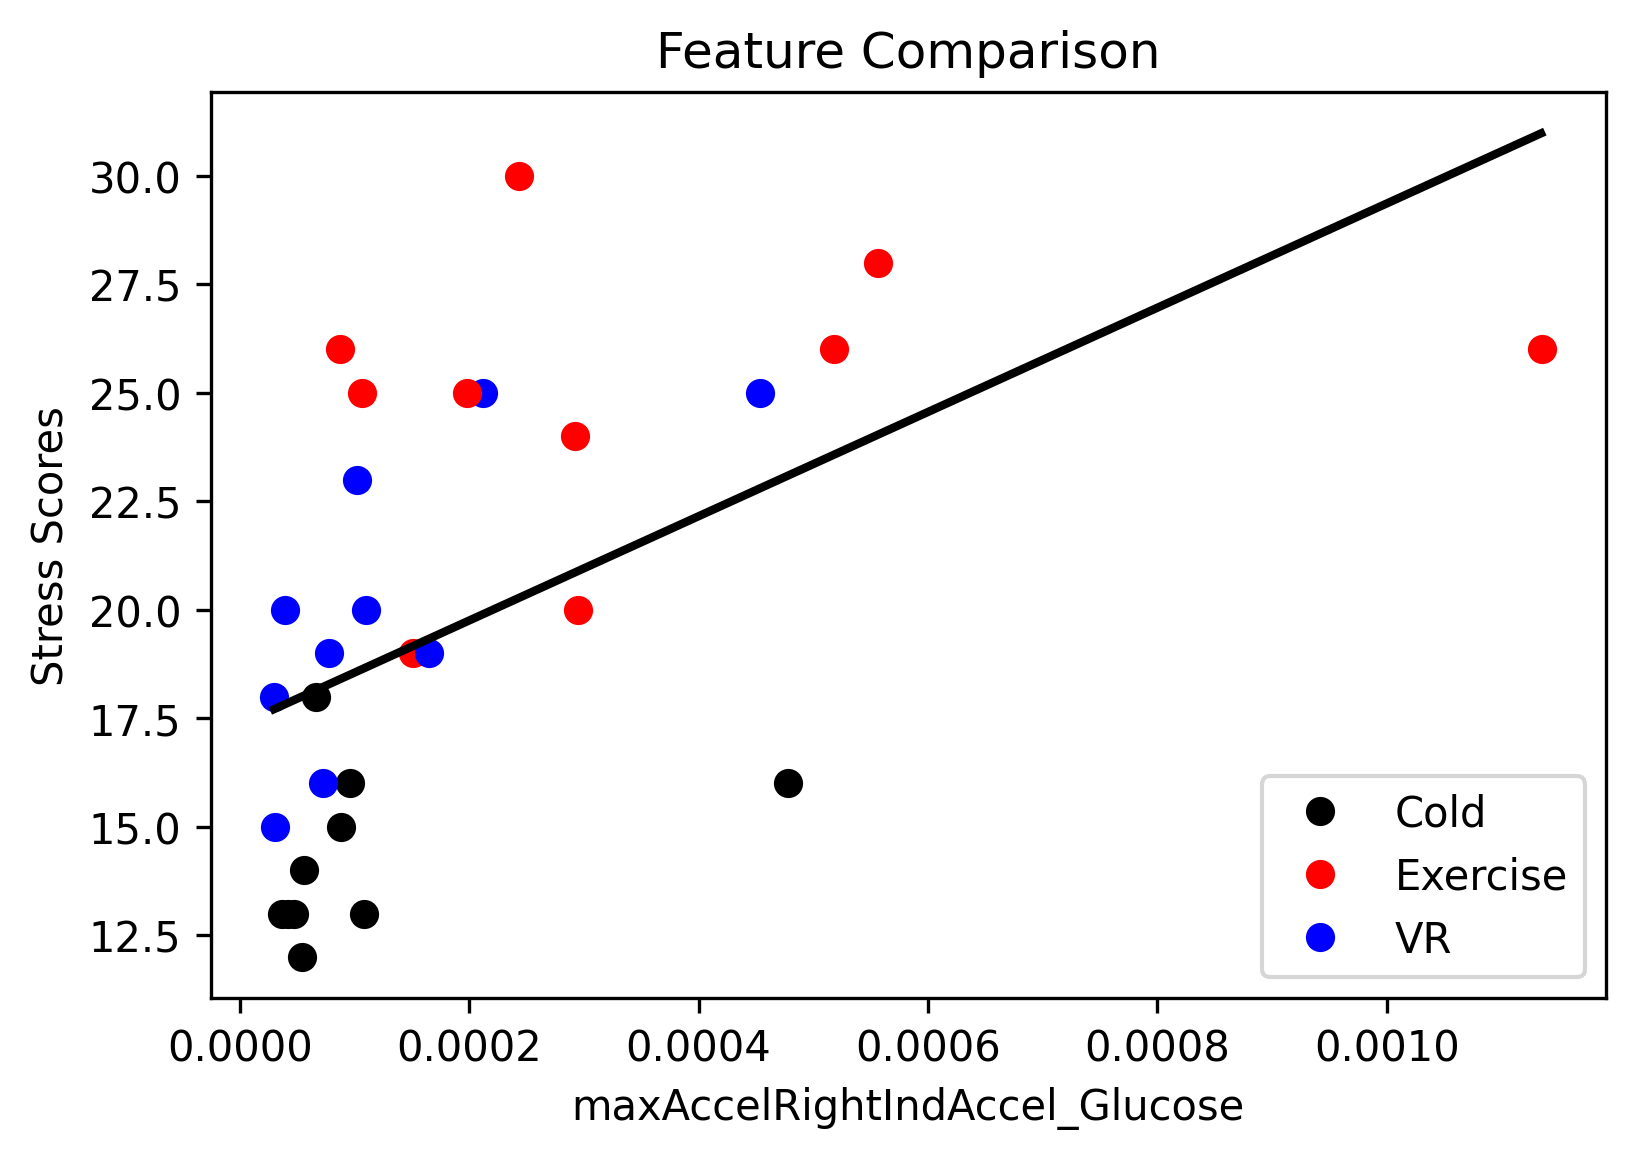 Feature Comparison
30.0
27.5
25.0
22.5
20.0
17.5
15.0
12.5
Stress Scores
0.0000 0.0002 0.0004 0.0006 0.0008 0.0010
maxAccelRightIndAccel_Glucose
Cold
Exercise
VR